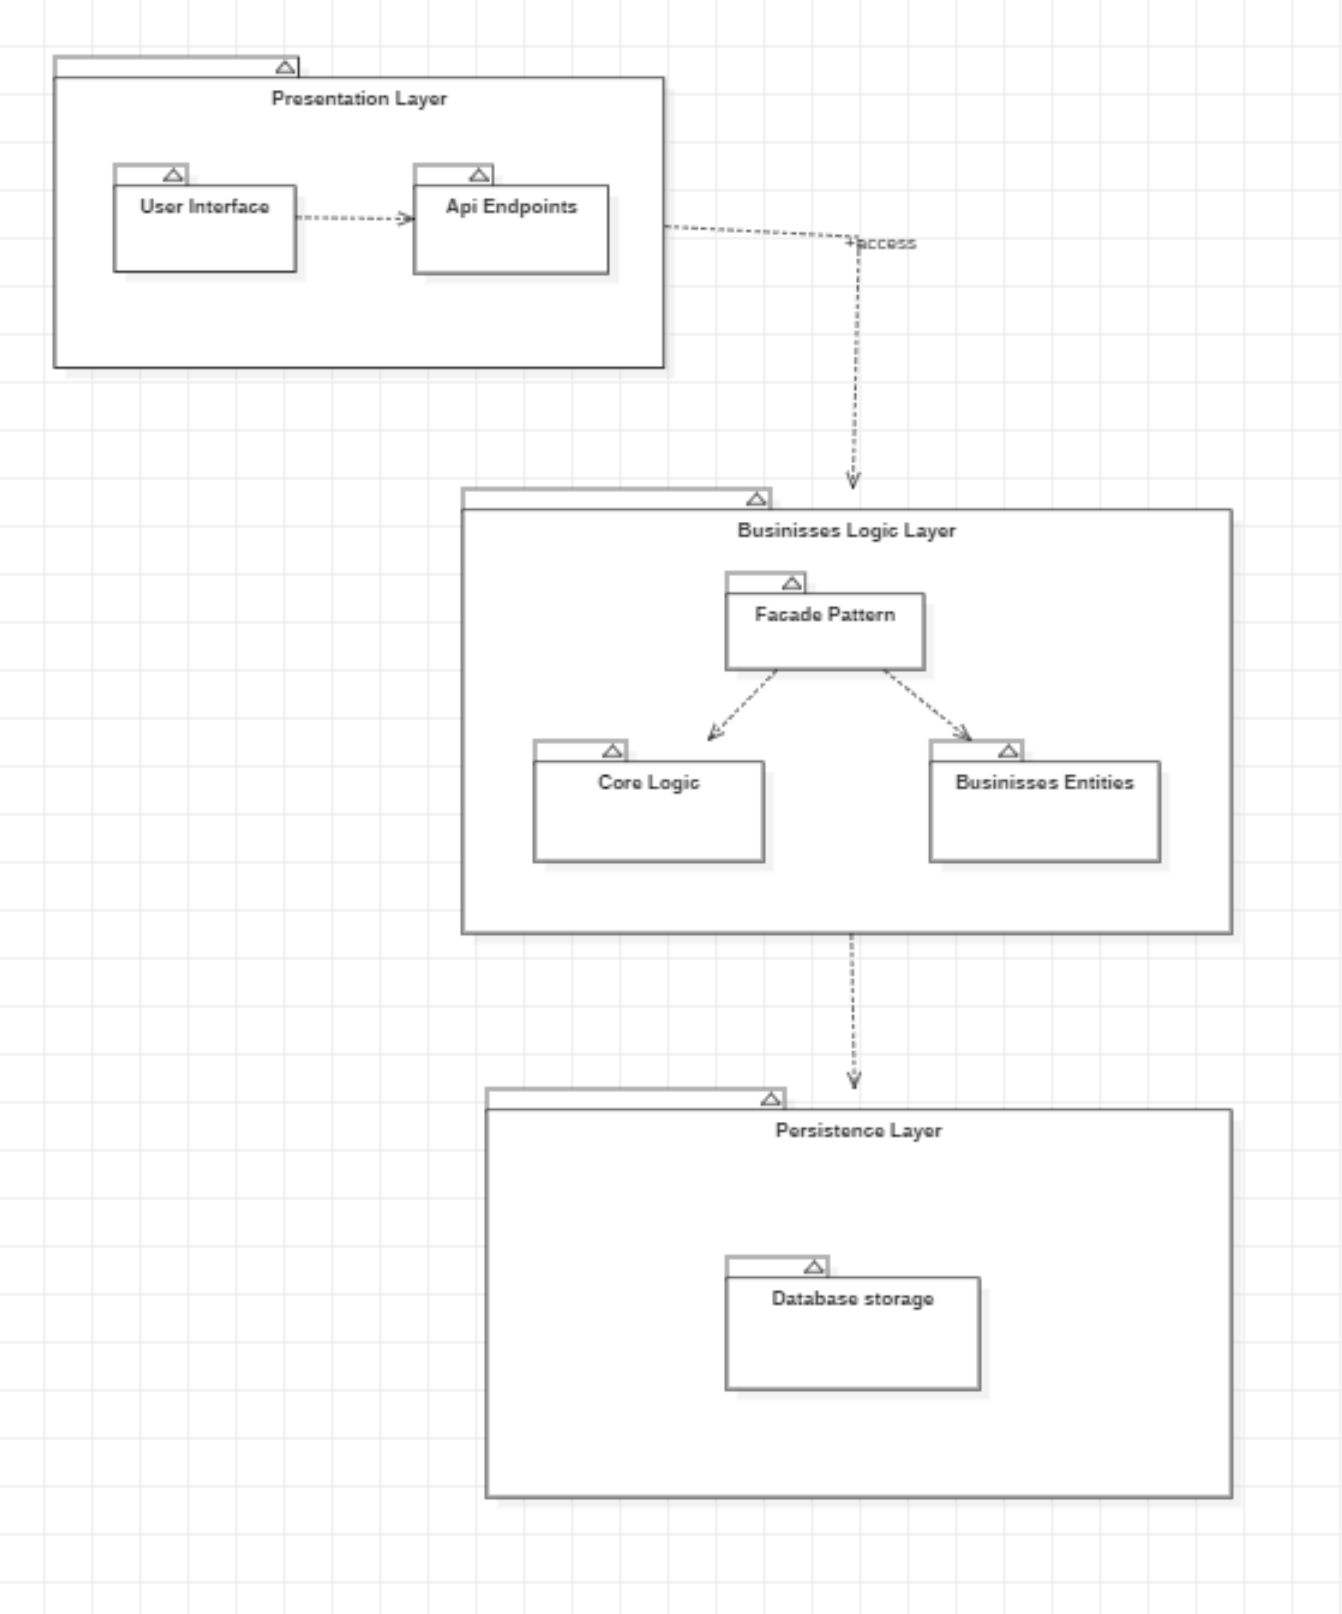 Presentation Layer
User Interface
Api Endpoints
+access
Businisses Logic Layer
Facade Pattern
Core Logic
Businisses Entities
Persistence Layer
Database storage